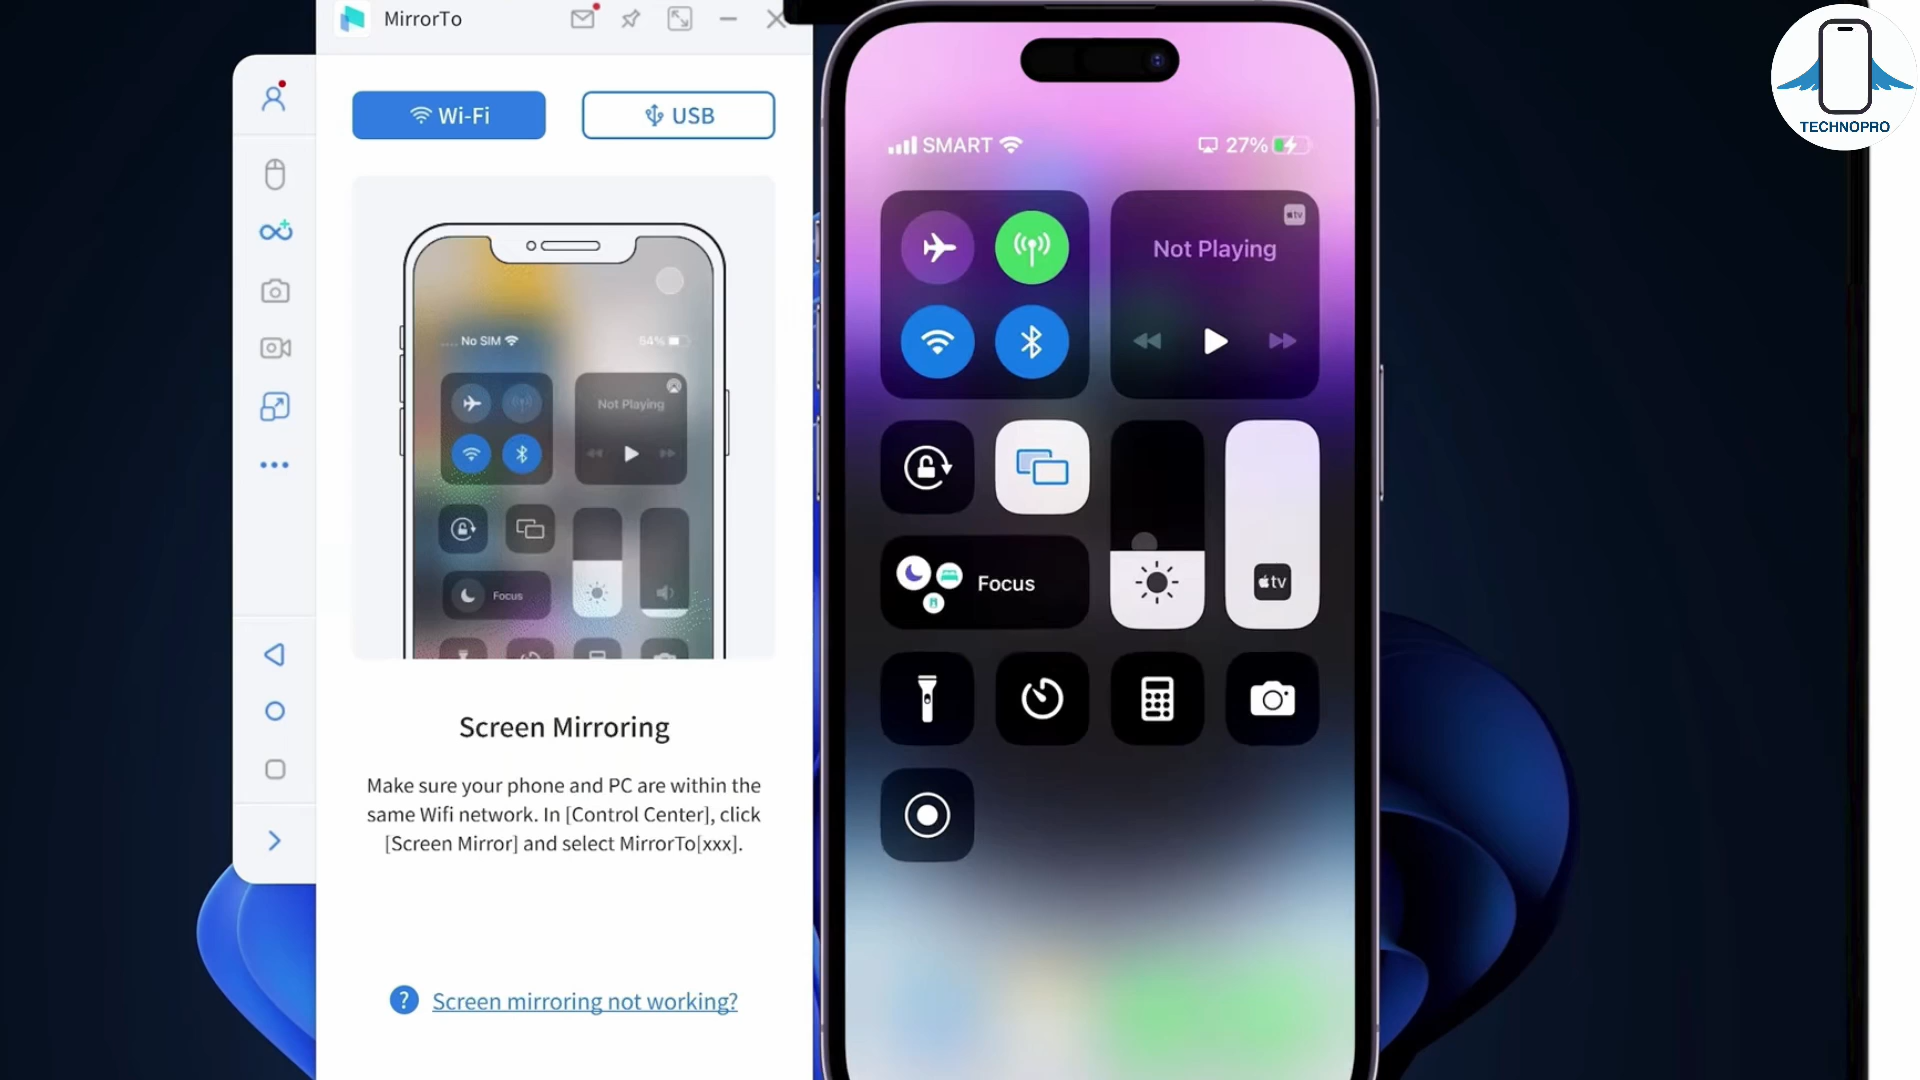 MirrorTo
Wi-Fi
USB
No SIM
54%
Not Playing
Focus
Screen Mirroring
Make sure your phone and PC are within the
same Wifi network. In [Control Center], click
[Screen Mirror] and select MirrorTo[xxx].
? Screen mirroring not working?
SMART
27%
tv
Not Playing
Focus
tv
TECHNOPRO